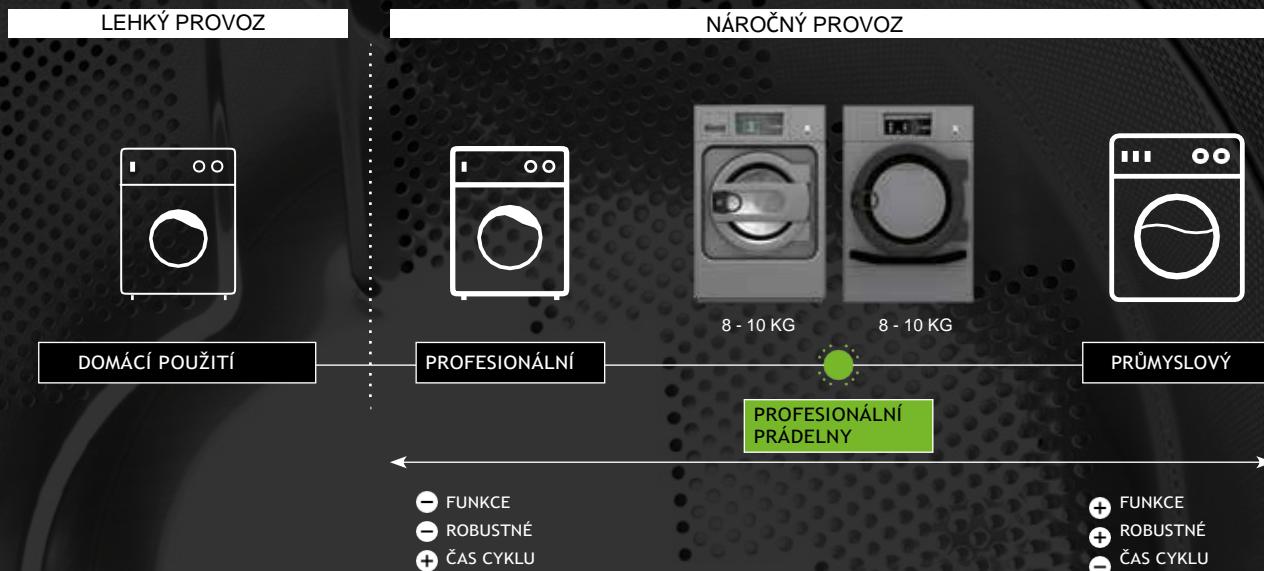 LEHKÝ PROVOZ
NÁROČNÝ PROVOZ
8 - 10 KG
8 - 10 KG
DOMÁCÍ POUŽITÍ
PROFESIONÁLNÍ
PRŮMYSLOVÝ
PROFESIONÁLNÍ
PRÁDELNY
FUNKCE
ROBUSTNÉ
ČAS CYKLU
FUNKCE
ROBUSTNÉ
ČAS CYKLU